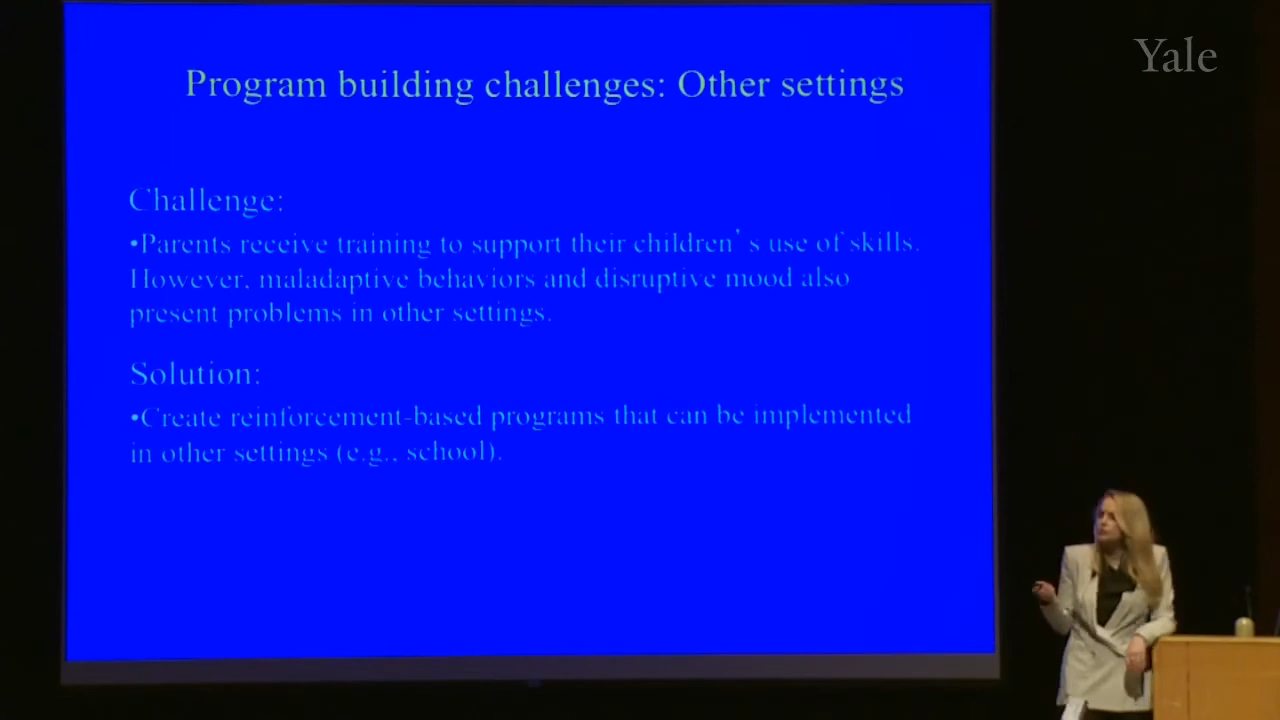 Yale
Program building challenges: Other settings
Challenge:
•Parents receive training to support their children's use of skills.
However, maladaptive behaviors and disruptive mood also
present problems in other settings.
Solution:
•Create reinforcement-based programs that can be implemented
in other settings (e.g., school).